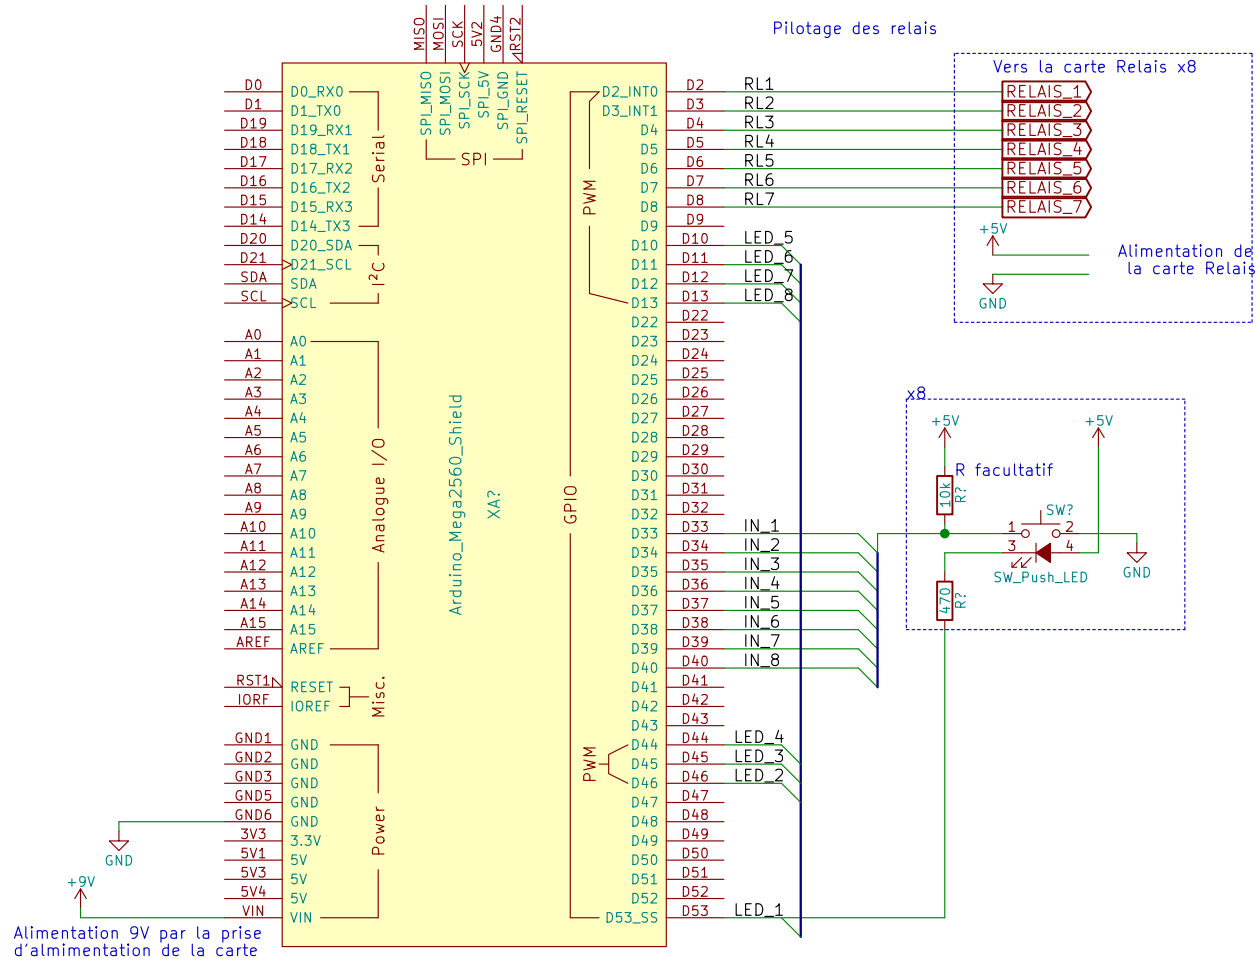 Pilotage des relais
MISO
MOSI
SCK
5V2
GND4
RST2
SPI_MISO
SPI_MOSI
SPI_SCK
SPI_5V
SPI_GND
SPI_RESET
SPI
D0 D0_RX0
D1 D1_TX0
D19 D19_RX1
D18 D18_TX1
D17 D17_RX2
D16 D16_TX2
D15 D15_RX3
D14 D14_TX3
Serial
D20 D20_SDA
D21 D21_SCL
SDA SDA
SCL SCL
I²C
A0 A0
A1 A1
A2 A2
A3 A3
A4 A4
A5 A5
A6 A6
A7 A7
A8 A8
A9 A9
A10 A10
A11 A11
A12 A12
A13 A13
A14 A14
A15 A15
AREF AREF
Analogue I/O
RST1 RESET
IORF IOREF
Misc.
GND1 GND
GND2 GND
GND3 GND
GND5 GND
GND6 GND
3V3 3.3V
5V1 5V
5V3 5V
5V4 5V
VIN VIN
Power
GND
+9V
Alimentation 9V par la prise
d'almimentation de la carte
Arduino_Mega2560_Shield
XA?
GPIO
PWM
PWM
D2_INT0 D2 RL1
D3_INT1 D3 RL2
D4 D4 RL3
D5 D5 RL4
D6 D6 RL5
D7 D7 RL6
D8 D8 RL7
D9 D9
D10 D10 LED_5
D11 D11 LED_6
D12 D12 LED_7
D13 D13 LED_8
D22 D22
D23 D23
D24 D24
D25 D25
D26 D26
D27 D27
D28 D28
D29 D29
D30 D30
D31 D31
D32 D32
D33 D33 IN_1
D34 D34 IN_2
D35 D35 IN_3
D36 D36 IN_4
D37 D37 IN_5
D38 D38 IN_6
D39 D39 IN_7
D40 D40 IN_8
D41 D41
D42 D42
D43 D43
D44 D44 LED_4
D45 D45 LED_3
D46 D46 LED_2
D47 D47
D48 D48
D49 D49
D50 D50
D51 D51
D52 D52
D53_SS D53 LED_1
Vers la carte Relais x8
RELAIS_1
RELAIS_2
RELAIS_3
RELAIS_4
RELAIS_5
RELAIS_6
RELAIS_7
+5V
GND
Alimentation de
la carte Relais
x8
+5V
+5V
R facultatif
10k
R?
SW?
1
2
3
4
SW_Push_LED
GND
470
R?